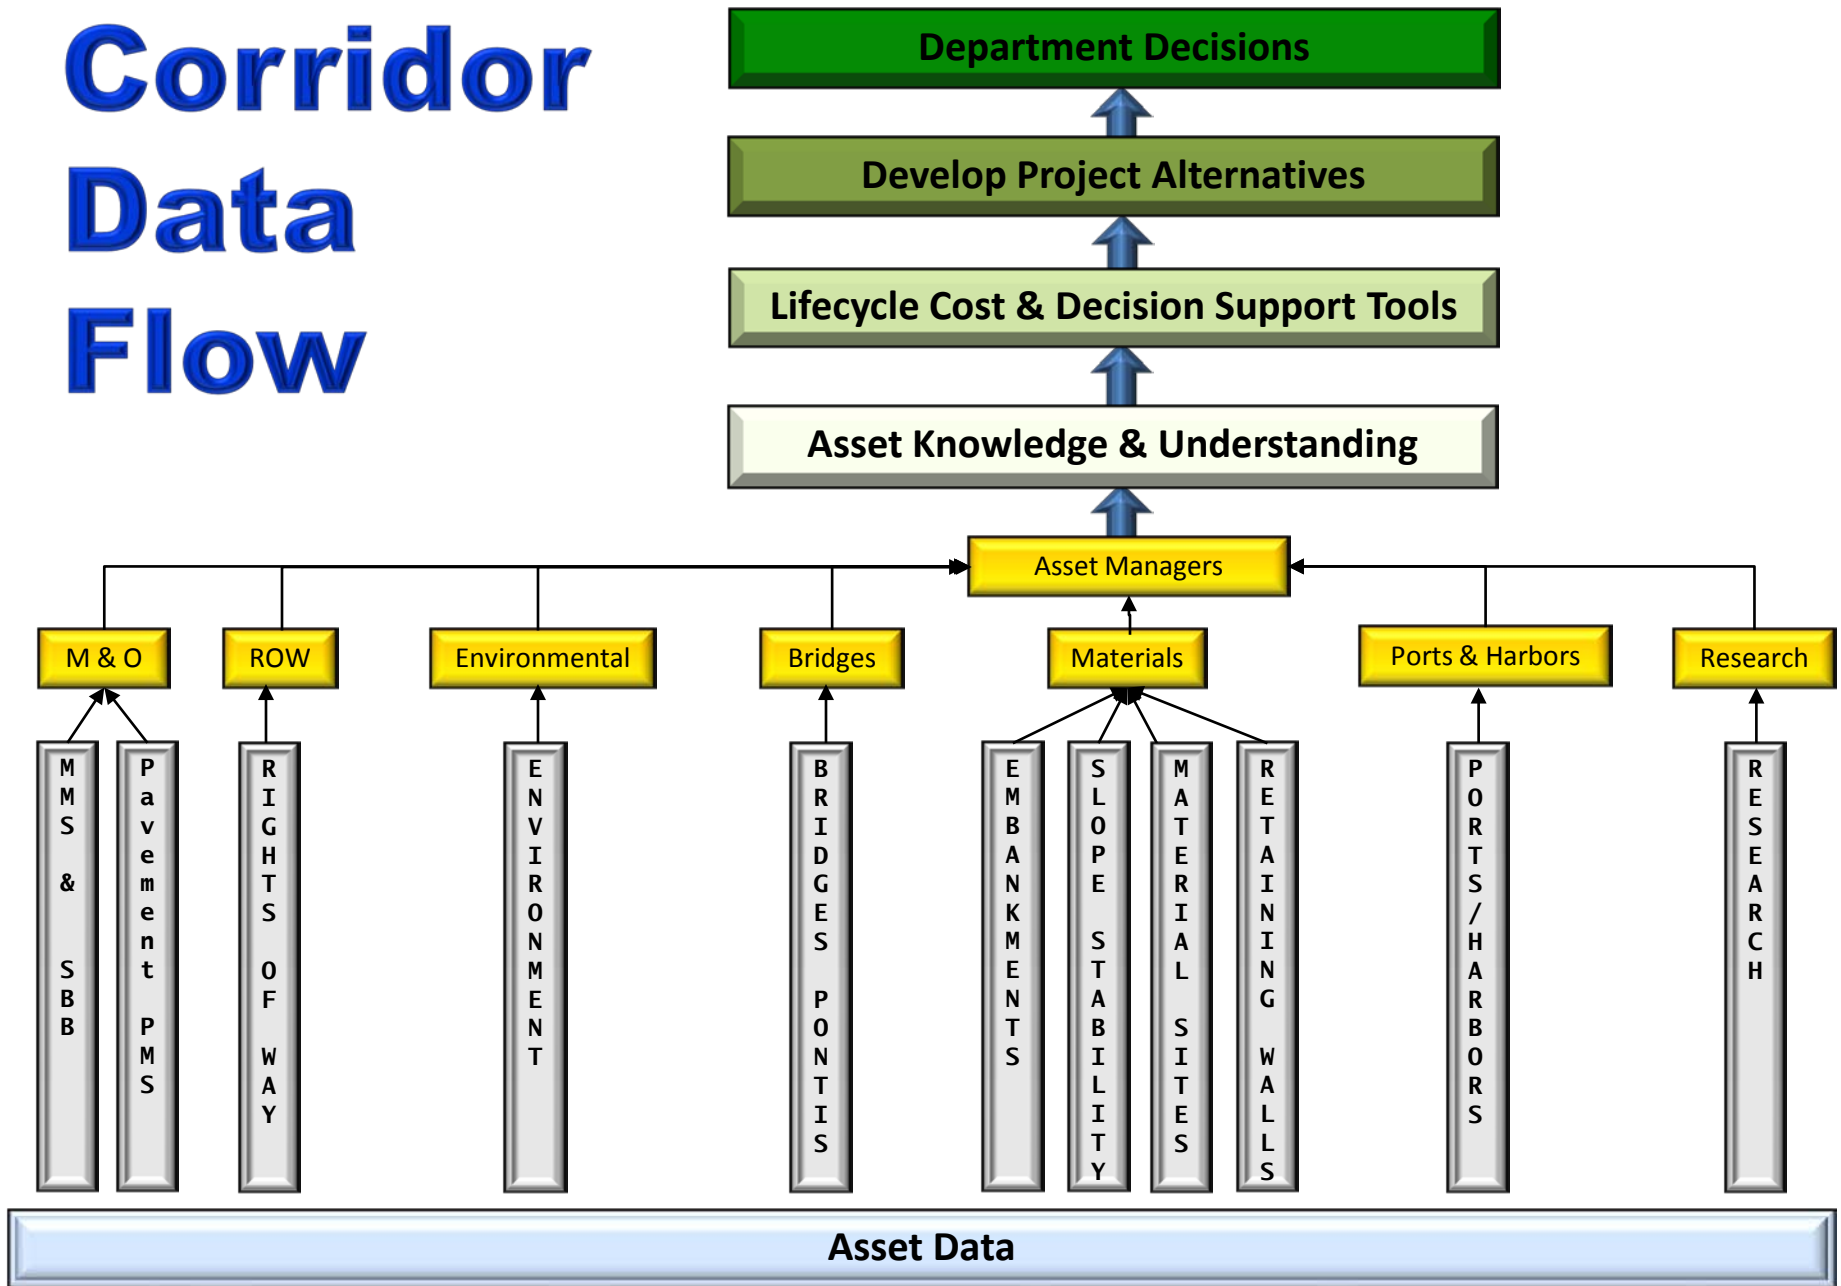 Corridor
Data
Flow
Department Decisions
Develop Project Alternatives
Lifecycle Cost & Decision Support Tools
Asset Knowledge & Understanding
Asset Managers
M & O
ROW
Environmental
Bridges
Materials
Ports & Harbors
Research
MMS & SBB
Pavement PMS
RIGHTS OF WAY
ENVIRONMENT
BRIDGES PONTIS
EMBANKMENTS
SLOPE STABILITY
MATERIAL SITES
RETAINING WALLS
PORTS/HARBORS
RESEARCH
Asset Data